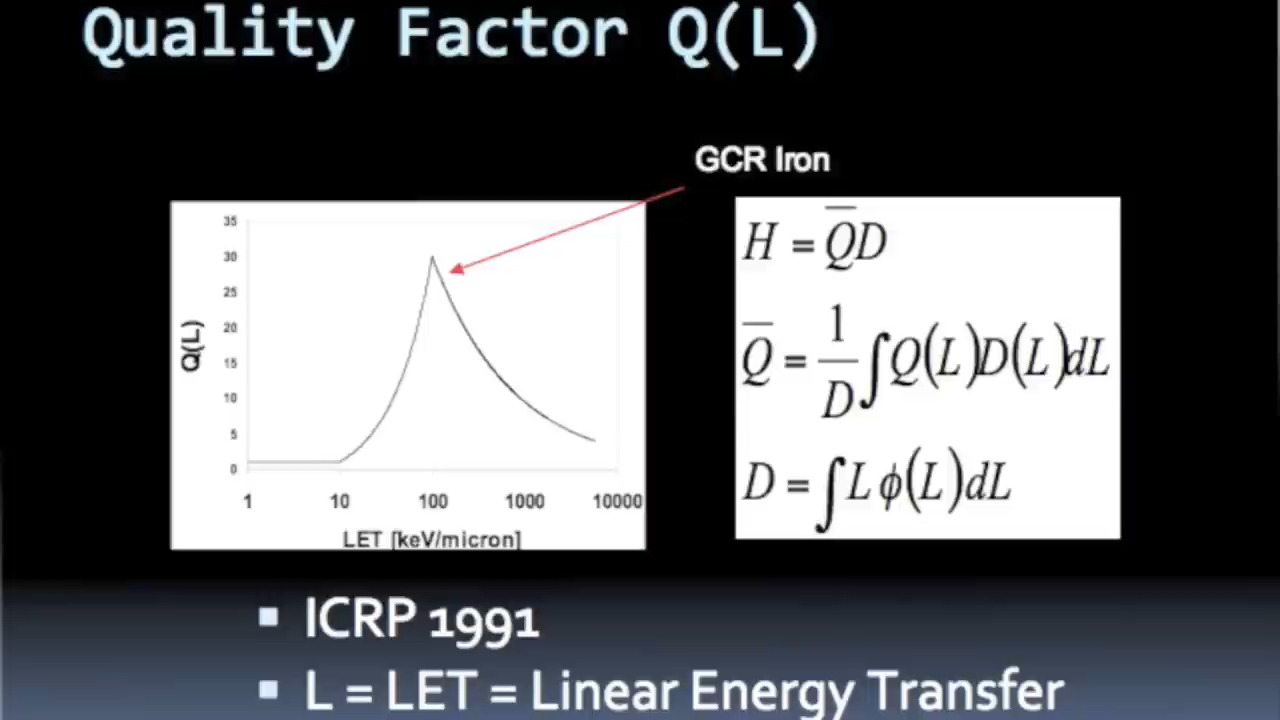 Quality Factor Q(L)
GCR Iron
35
30
25
20
15
10
5
0
Q(L)
1 10 100 1000 10000
LET [keV/micron]
H = Q̅D
Q̅ = 1/D ∫Q(L)D(L)dL
D = ∫L ϕ(L)dL
▪ ICRP 1991
▪ L = LET = Linear Energy Transfer